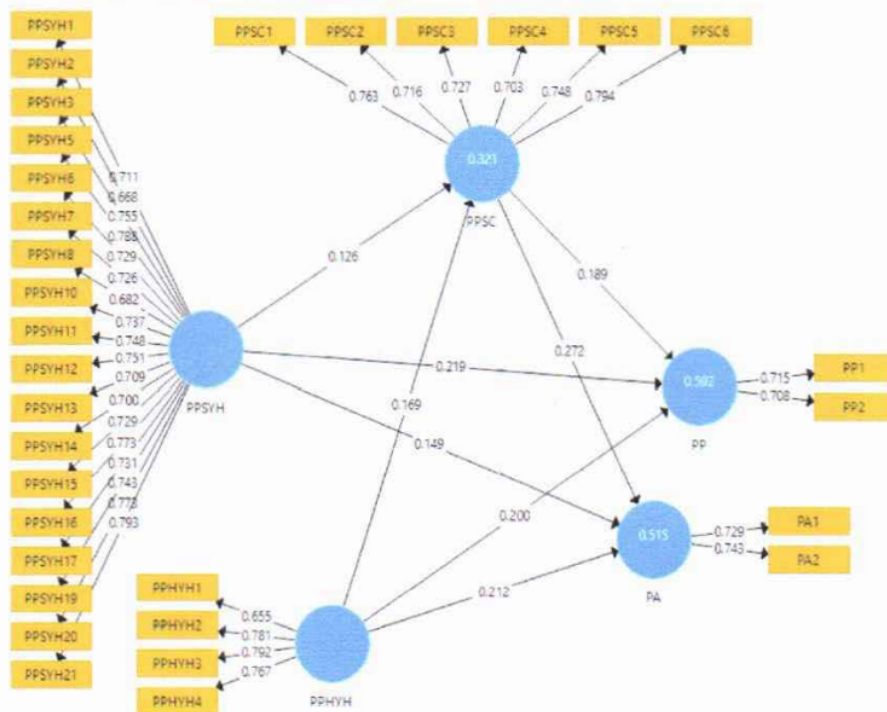 PPSYH1
PPSYH2
PPSYH3
PPSYH5
PPSYH6
PPSYH7
PPSYH8
PPSYH10
PPSYH11
PPSYH12
PPSYH13
PPSYH14
PPSYH15
PPSYH16
PPSYH17
PPSYH19
PPSYH20
PPSYH21
0.711
0.668
0.755
0.788
0.729
0.726
0.682
0.737
0.748
0.751
0.709
0.700
0.729
0.773
0.731
0.743
0.773
0.793
PPSYH
PPSC1 PPSC2 PPSC3 PPSC4 PPSC5 PPSC6
0.763 0.716 0.727 0.703 0.748 0.794
0.321
PPSC
0.126
0.189
0.272
0.219
0.169
0.149
0.200
0.212
0.592
PP
0.715 PP1
0.708 PP2
0.515
PA
0.729 PA1
0.743 PA2
PPHYH1 0.655
PPHYH2 0.781
PPHYH3 0.792
PPHYH4 0.767
PPHYH